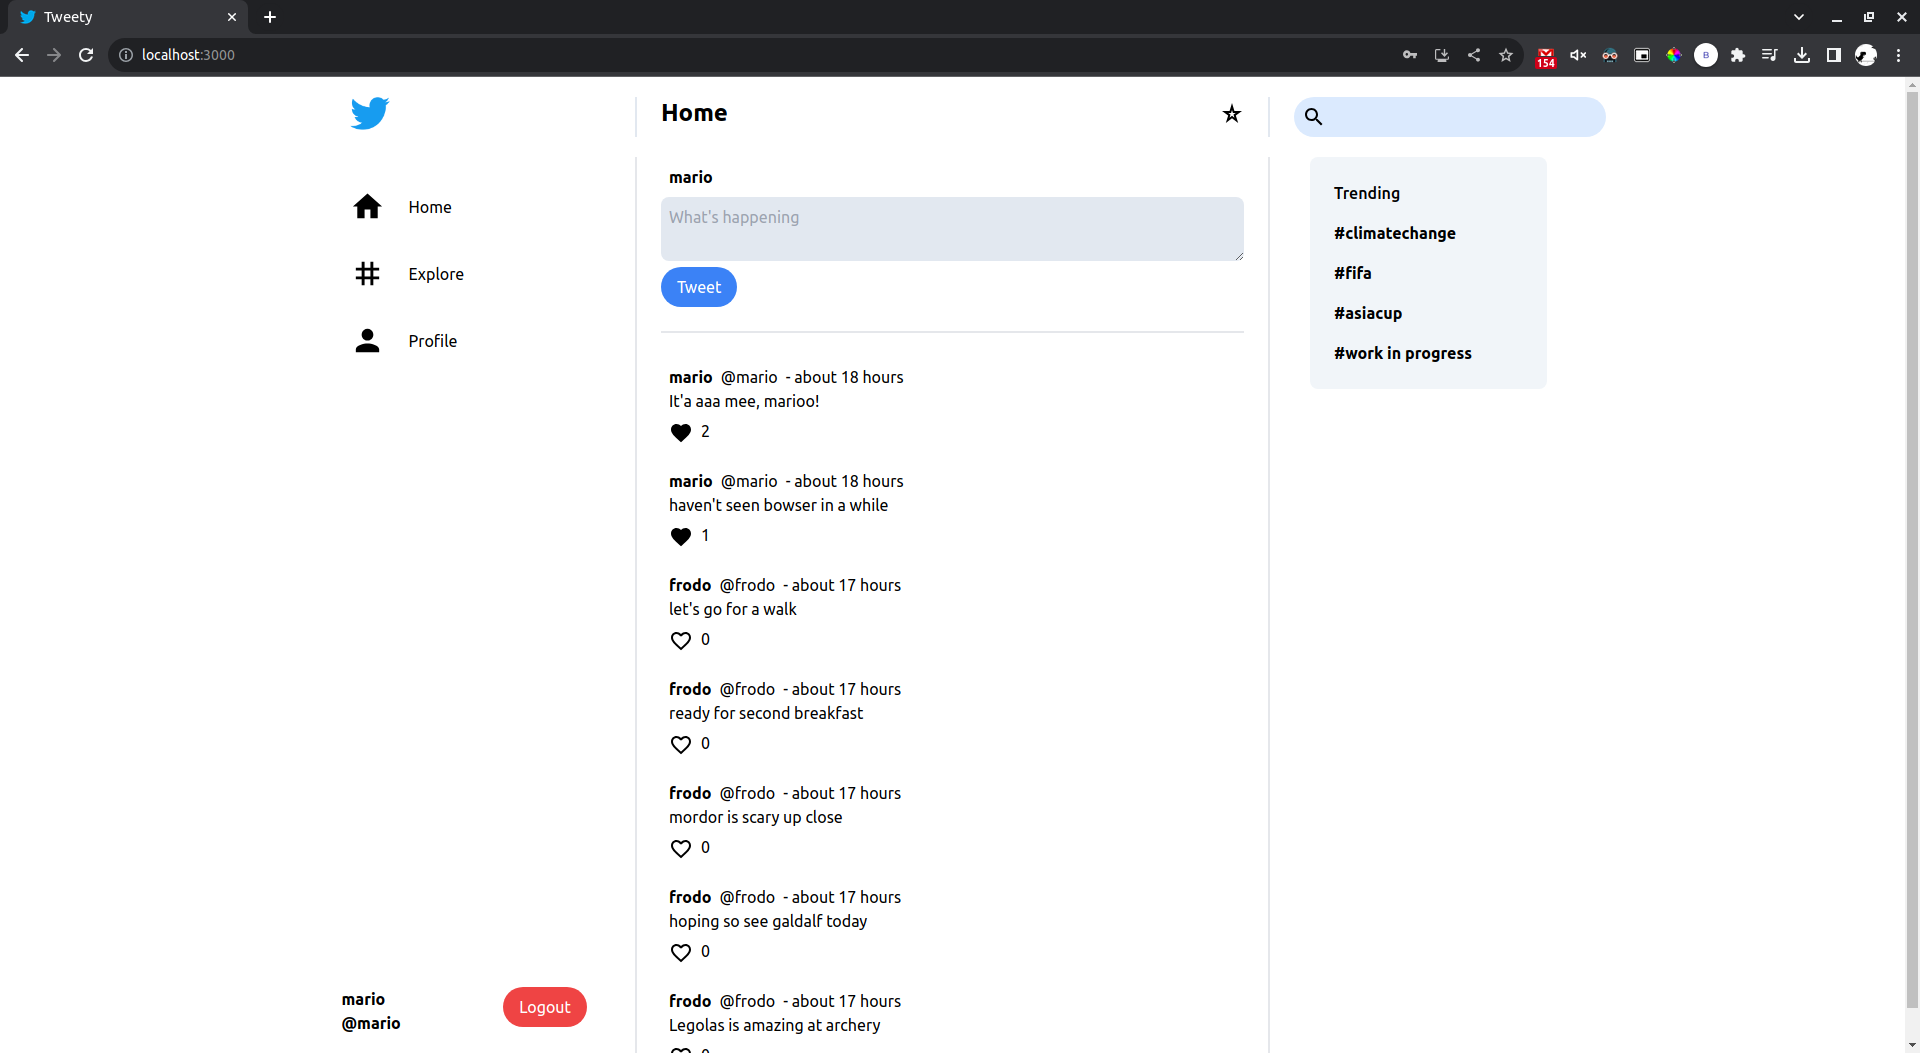 Tweety
localhost:3000
154
B
Home
mario
What's happening
Tweet
Home
Explore
Profile
Trending
#climatechange
#fifa
#asiacup
#work in progress
mario @mario - about 18 hours
It'a aaa mee, marioo!
2
mario @mario - about 18 hours
haven't seen bowser in a while
1
frodo @frodo - about 17 hours
let's go for a walk
0
frodo @frodo - about 17 hours
ready for second breakfast
0
frodo @frodo - about 17 hours
mordor is scary up close
0
frodo @frodo - about 17 hours
hoping so see galdalf today
0
frodo @frodo - about 17 hours
Legolas is amazing at archery
mario
@mario
Logout